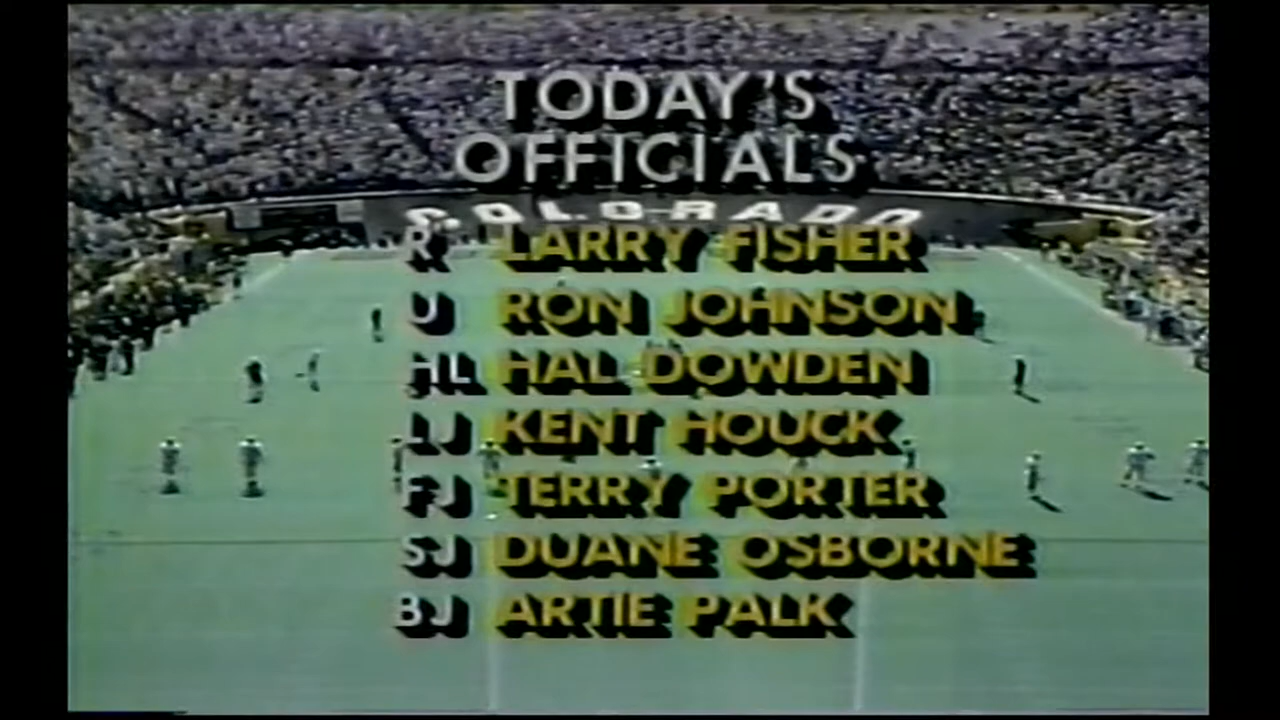 TODAY'S
OFFICIALS
COLORADO
R LARRY FISHER
U RON JOHNSON
HL HAL DOWDEN
LJ KENT HOUCK
FJ TERRY PORTER
SJ DUANE OSBORNE
BJ ARTIE PALK